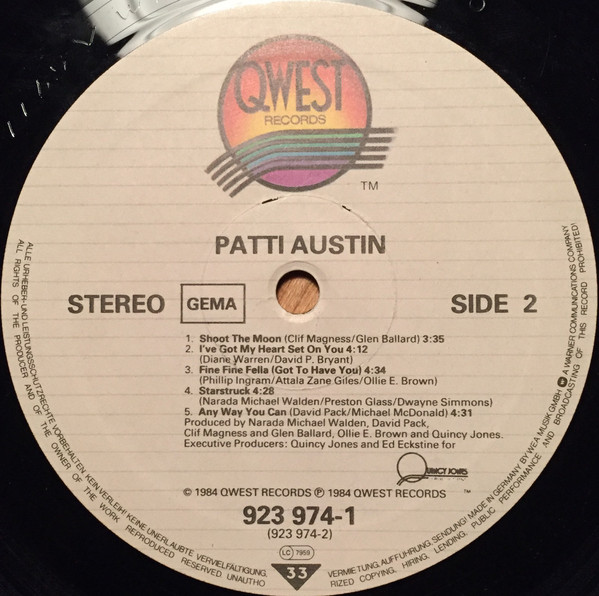 QWEST
RECORDS
TM
PATTI AUSTIN
STEREO
GEMA
SIDE 2
1. Shoot The Moon (Clif Magness/Glen Ballard) 3:35
2. I've Got My Heart Set On You 4:12
(Diane Warren/David P. Bryant)
3. Fine Fine Fella (Got To Have You) 4:34
(Phillip Ingram/Attala Zane Giles/Ollie E. Brown)
4. Starstruck 4:28
(Narada Michael Walden/Preston Glass/Dwayne Simmons)
5. Any Way You Can (David Pack/Michael McDonald) 4:31
Produced by Narada Michael Walden, David Pack,
Clif Magness and Glen Ballard, Ollie E. Brown and Quincy Jones.
Executive Producers: Quincy Jones and Ed Eckstine for
QUINCY JONES
TM
© 1984 QWEST RECORDS ℗ 1984 QWEST RECORDS
923 974-1
(923 974-2)
LC 7958
33
ALLE URHEBER- UND LEISTUNGSSCHUTZRECHTE VORBEHALTEN. KEIN VERLEIH! KEINE UNERLAUBTE VERVIELFÄLTIGUNG, VERMIETUNG, AUFFÜHRUNG, SENDUNG! MADE IN GERMANY BY WEA MUSIK GMBH A WARNER COMMUNICATIONS COMPANY
ALL RIGHTS OF THE PRODUCER AND OF THE OWNER OF THE WORK REPRODUCED RESERVED UNAUTHORIZED COPYING, HIRING, LENDING, PUBLIC PERFORMANCE AND BROADCASTING OF THIS RECORD PROHIBITED!